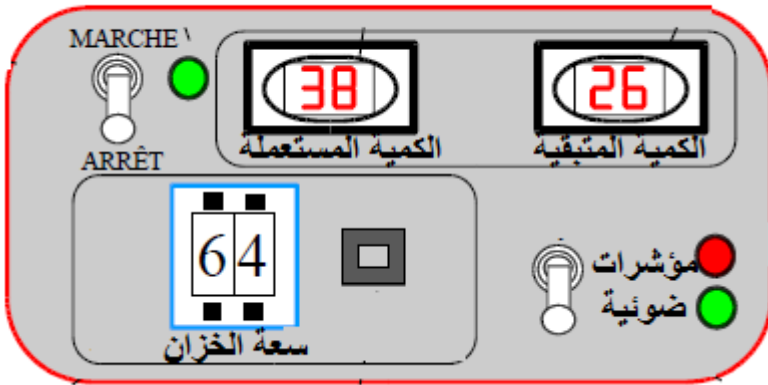 MARCHE
38
26
الكمية المستعملة
الكمية المتبقية
ARRÊT
64
مؤشرات
ضوئية
سعة الخزان